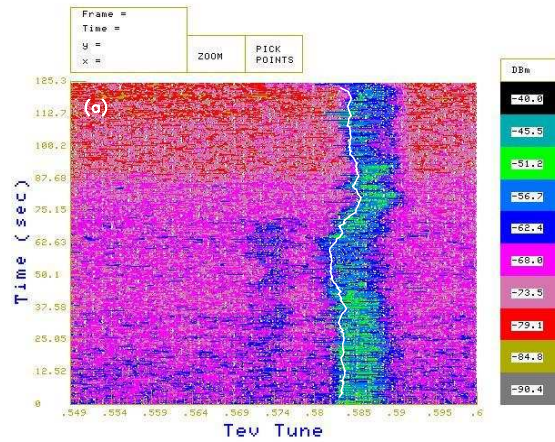 Frame =
Time =
y =
x =
ZOOM
PICK
POINTS
DBm
-40.0
-45.5
-51.2
-56.7
-62.4
-68.0
-73.5
-79.1
-84.8
-90.4
(a)
125.3
112.7
100.2
87.68
75.15
62.63
50.1
37.58
25.05
12.52
0
Time (sec)
.549 .554 .559 .564 .569 .574 .58 .585 .59 .595 .6
Tev Tune